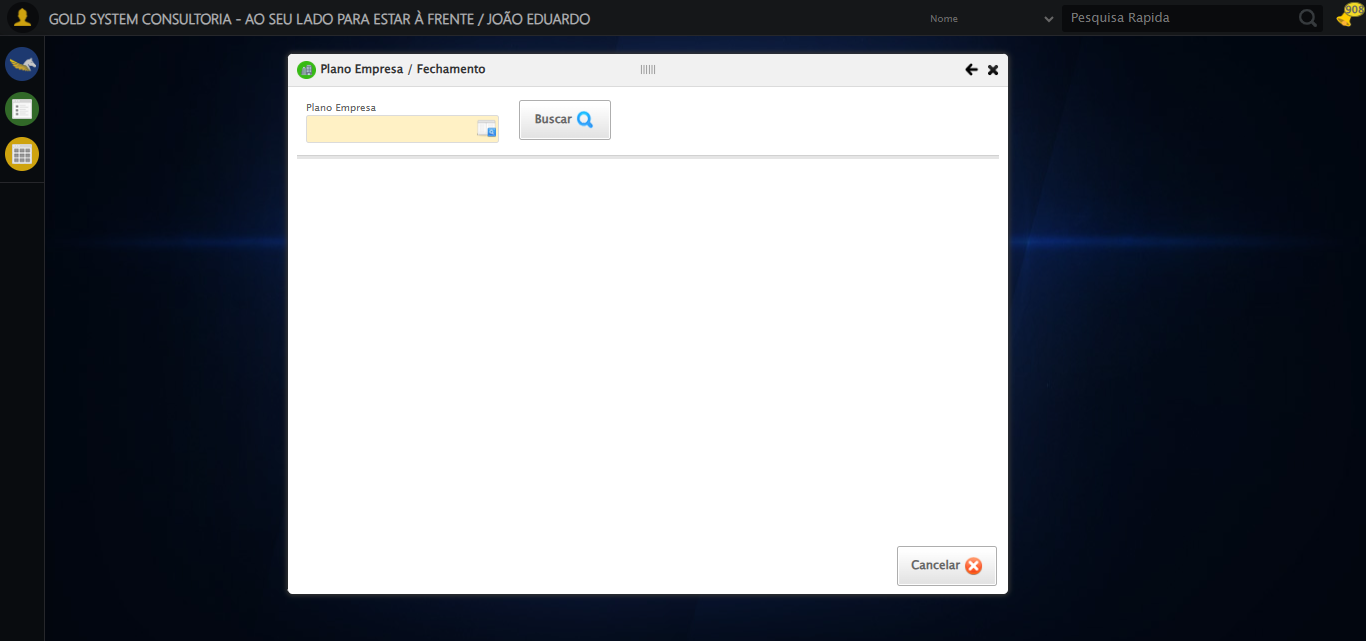 GOLD SYSTEM CONSULTORIA - AO SEU LADO PARA ESTAR À FRENTE / JOÃO EDUARDO
Nome
Pesquisa Rapida
908
Plano Empresa / Fechamento
Plano Empresa
Buscar
Cancelar